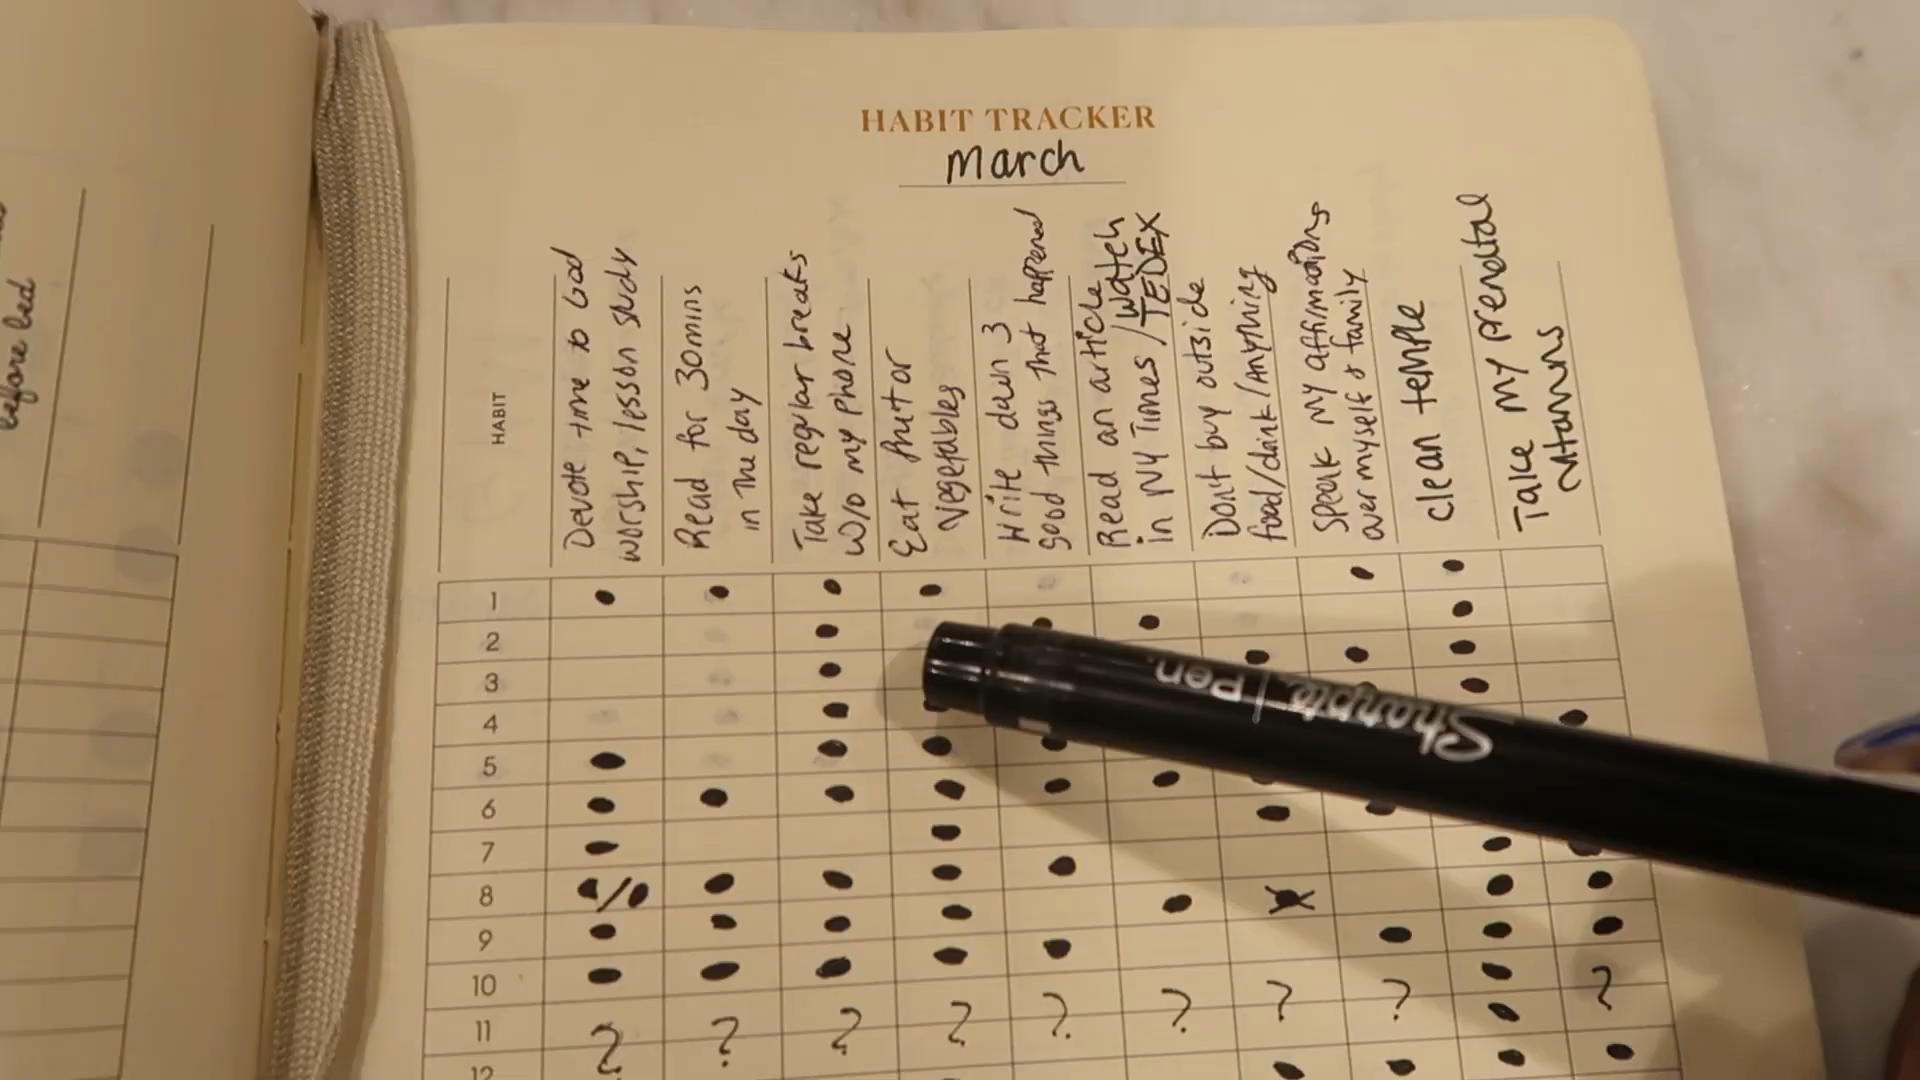 before bed
HABIT TRACKER
March
HABIT
Devote time to God
worship, lesson study
Read for 30mins
in the day
Take regular breaks
w/o my phone
Eat fruit or
Vegetables
Write down 3
good things that happened
Read an article
in NY Times / Watch
TEDEX
Don't buy outside
food/drink/Anything
Speak my affirmations
over myself & family
clean temple
Take my prenatal
vitamins
1
2
3
4
5
6
7
8
9
10
11
? ? ? ? ? ? ? ? ?
12
Sharpie | Pen.